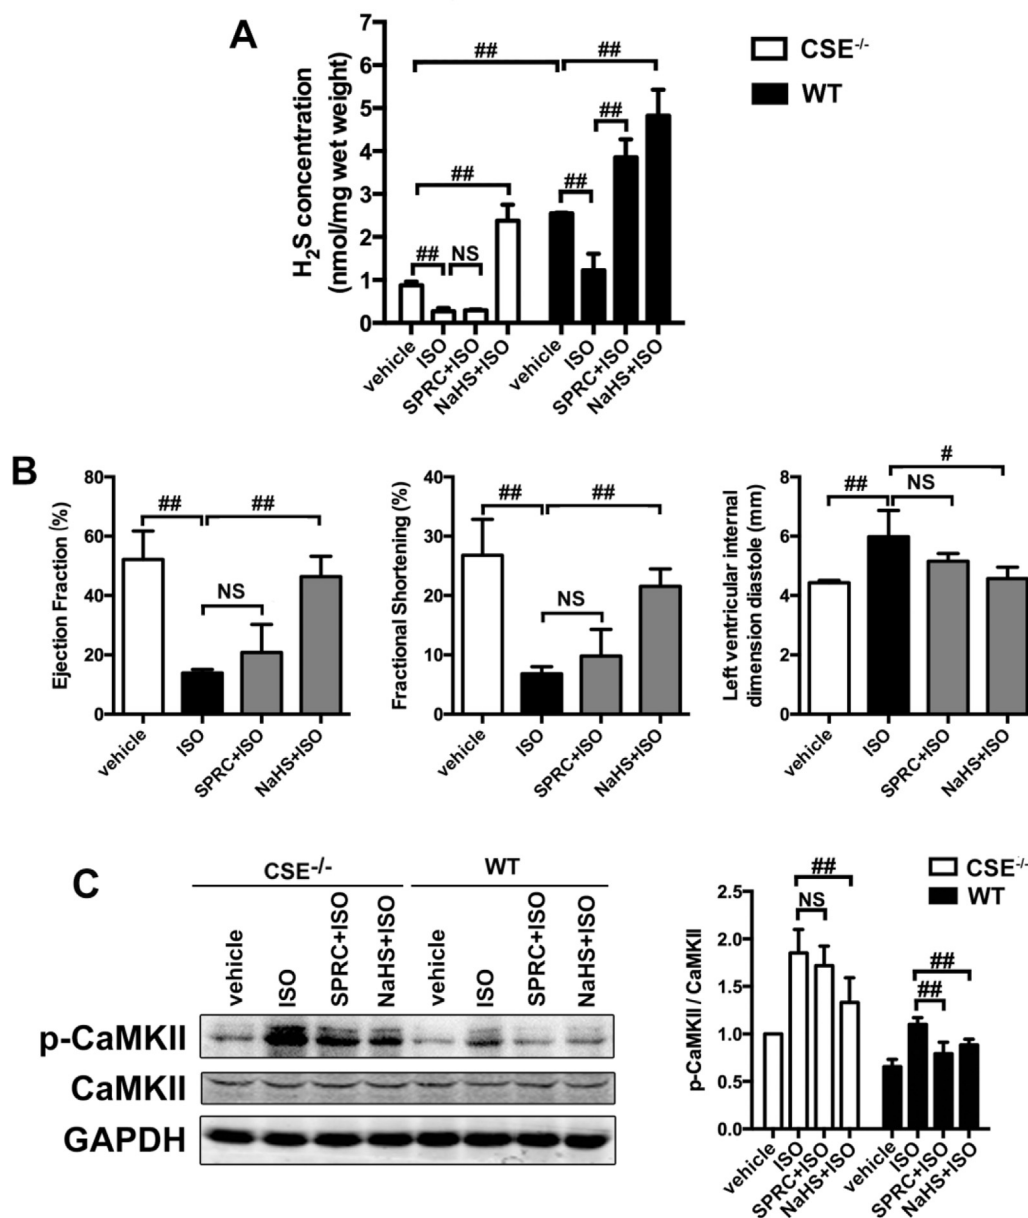 A
H₂S concentration
(nmol/mg wet weight)
7
6
5
4
3
2
1
0
##
##
##
##
##
##
NS
vehicle
ISO
SPRC+ISO
NaHS+ISO
vehicle
ISO
SPRC+ISO
NaHS+ISO
CSE⁻/⁻
WT
B
Ejection Fraction (%)
80
60
40
20
0
##
##
NS
vehicle
ISO
SPRC+ISO
NaHS+ISO
Fractional Shortening (%)
40
30
20
10
0
##
##
NS
vehicle
ISO
SPRC+ISO
NaHS+ISO
Left ventricular internal
dimension diastole (mm)
8
6
4
2
0
#
##
NS
vehicle
ISO
SPRC+ISO
NaHS+ISO
C
CSE⁻/⁻
WT
vehicle
ISO
SPRC+ISO
NaHS+ISO
vehicle
ISO
SPRC+ISO
NaHS+ISO
p-CaMKII
CaMKII
GAPDH
p-CaMKII / CaMKII
2.5
2.0
1.5
1.0
0.5
0.0
##
NS
##
##
vehicle
ISO
SPRC+ISO
NaHS+ISO
vehicle
ISO
SPRC+ISO
NaHS+ISO
CSE⁻/⁻
WT